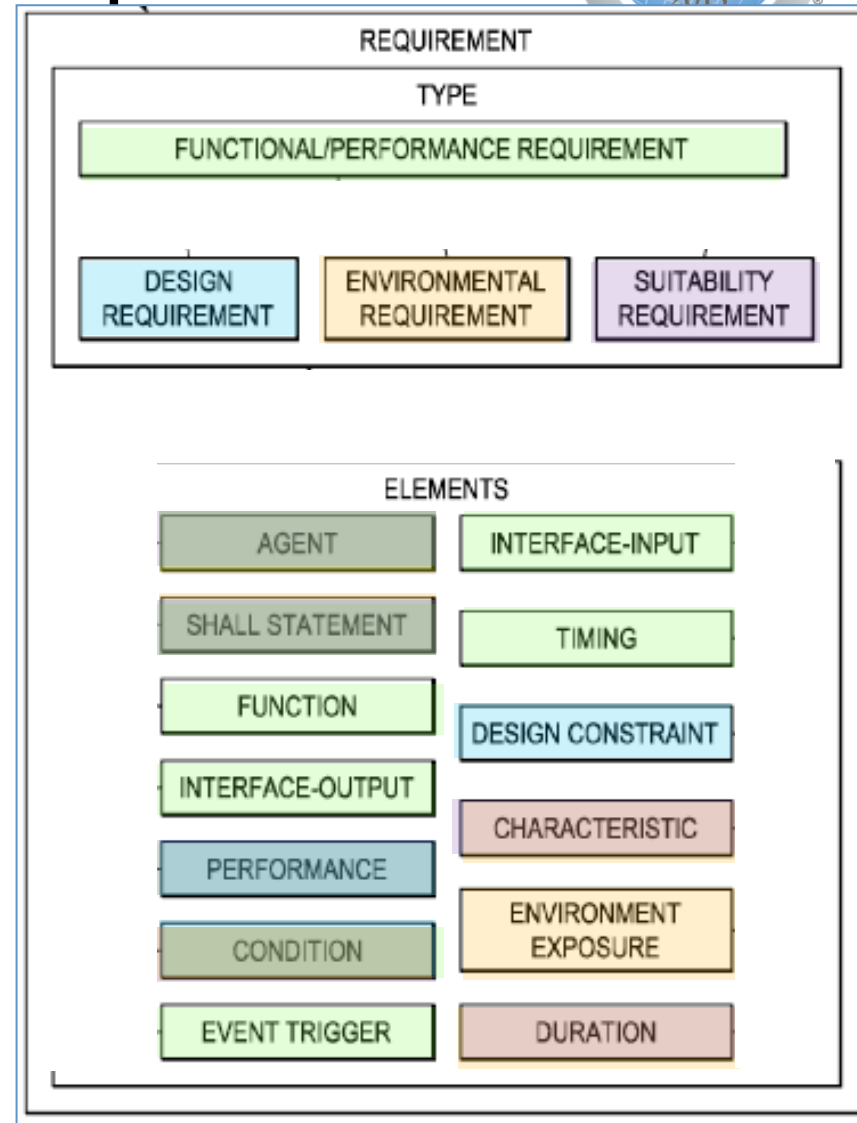 REQUIREMENT
TYPE
FUNCTIONAL/PERFORMANCE REQUIREMENT
DESIGN
REQUIREMENT
ENVIRONMENTAL
REQUIREMENT
SUITABILITY
REQUIREMENT
ELEMENTS
AGENT
SHALL STATEMENT
FUNCTION
INTERFACE-OUTPUT
PERFORMANCE
CONDITION
EVENT TRIGGER
INTERFACE-INPUT
TIMING
DESIGN CONSTRAINT
CHARACTERISTIC
ENVIRONMENT
EXPOSURE
DURATION